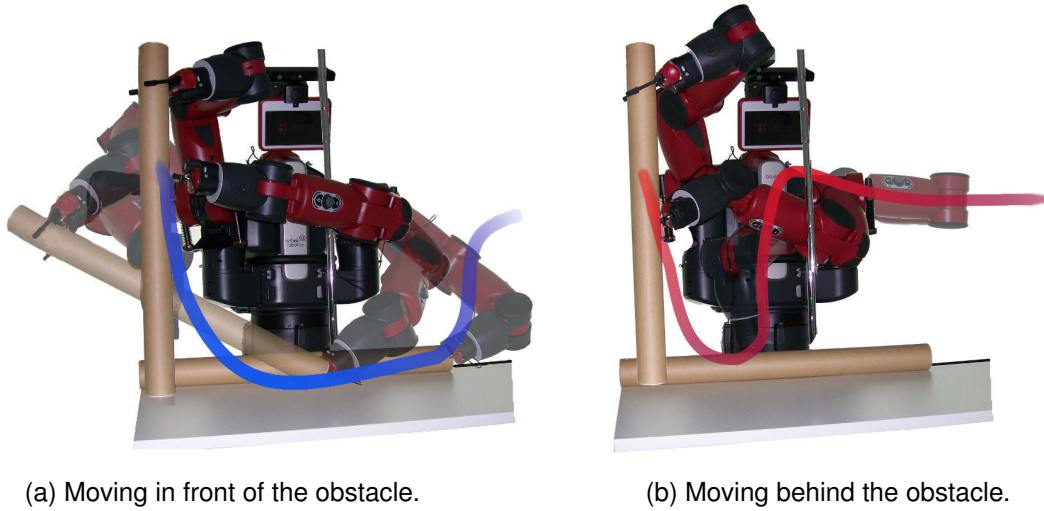 (a) Moving in front of the obstacle.
(b) Moving behind the obstacle.